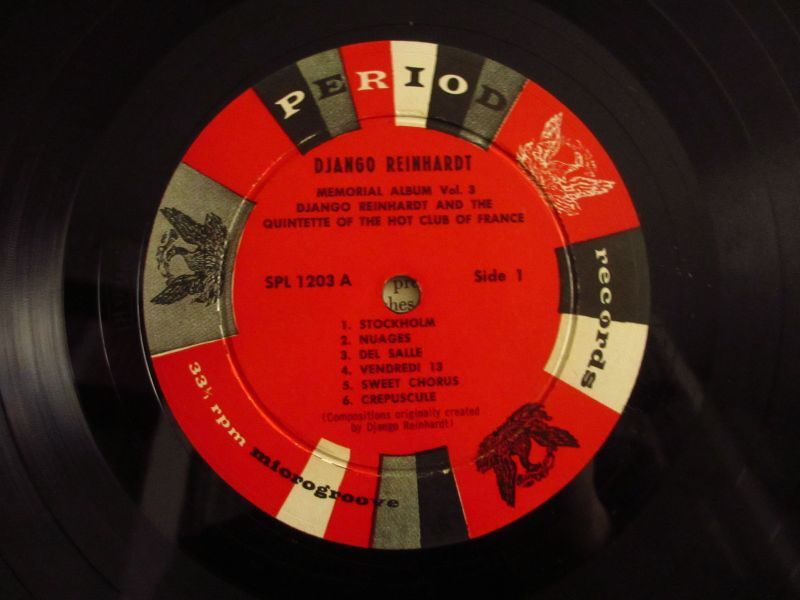 PERIOD
DJANGO REINHARDT
MEMORIAL ALBUM Vol. 3
DJANGO REINHARDT AND THE
QUINTETTE OF THE HOT CLUB OF FRANCE
SPL 1203 A
Side 1
1. STOCKHOLM
2. NUAGES
3. DEL SALLE
4. VENDREDI 13
5. SWEET CHORUS
6. CREPUSCULE
(Compositions originally created
by Django Reinhardt)
records
33⅓ rpm microgroove